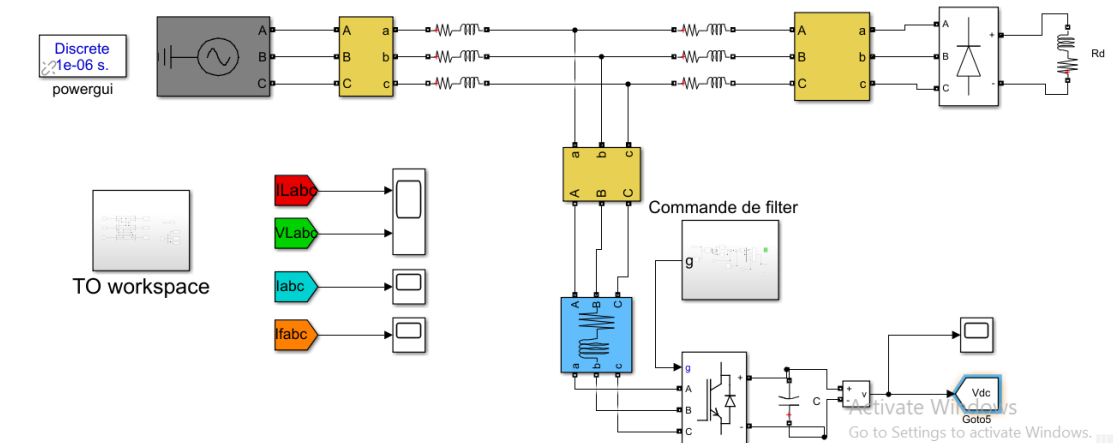 A
B
C
A
B
C
a
b
c
A
B
C
a
b
c
A
B
C
+
-
Rd
Discrete
1e-06 s.
powergui
a
b
c
A
B
C
ILabc
VLabc
Iabc
Ifabc
TO workspace
Commande de filter
g
A
B
C
a
b
c
g
A
B
C
+
-
C
+
-
v
Vdc
Goto5
Activate Windows
Go to Settings to activate Windows.